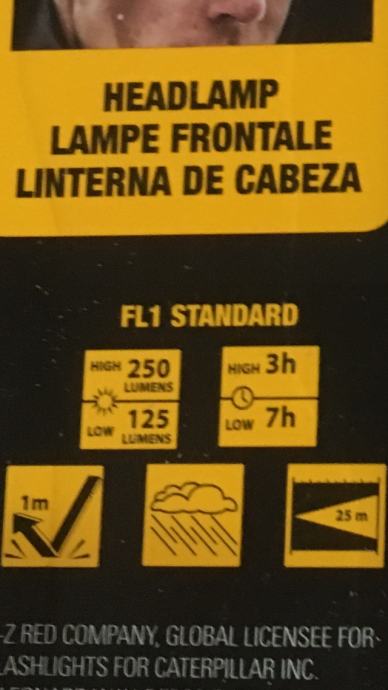 HEADLAMP
LAMPE FRONTALE
LINTERNA DE CABEZA
FL1 STANDARD
HIGH 250 LUMENS
LOW 125 LUMENS
HIGH 3h
LOW 7h
1m
25 m
-Z RED COMPANY, GLOBAL LICENSEE FOR
LASHLIGHTS FOR CATERPILLAR INC.